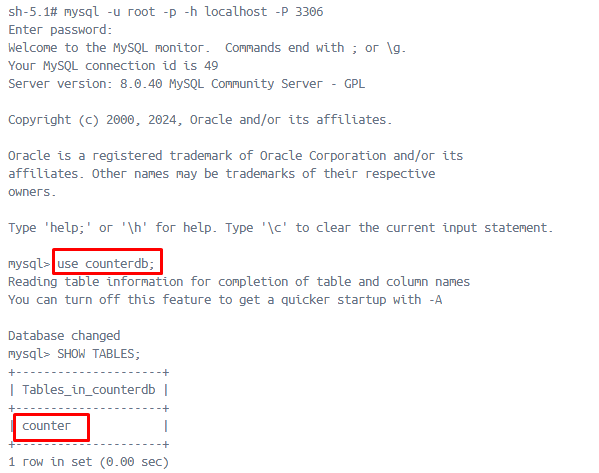 sh-5.1# mysql -u root -p -h localhost -P 3306
Enter password:
Welcome to the MySQL monitor.  Commands end with ; or \g.
Your MySQL connection id is 49
Server version: 8.0.40 MySQL Community Server - GPL
Copyright (c) 2000, 2024, Oracle and/or its affiliates.
Oracle is a registered trademark of Oracle Corporation and/or its
affiliates. Other names may be trademarks of their respective
owners.
Type 'help;' or '\h' for help. Type '\c' to clear the current input statement.
mysql> use counterdb;
Reading table information for completion of table and column names
You can turn off this feature to get a quicker startup with -A
Database changed
mysql> SHOW TABLES;
+---------------------+
| Tables_in_counterdb |
+---------------------+
| counter             |
+---------------------+
1 row in set (0.00 sec)